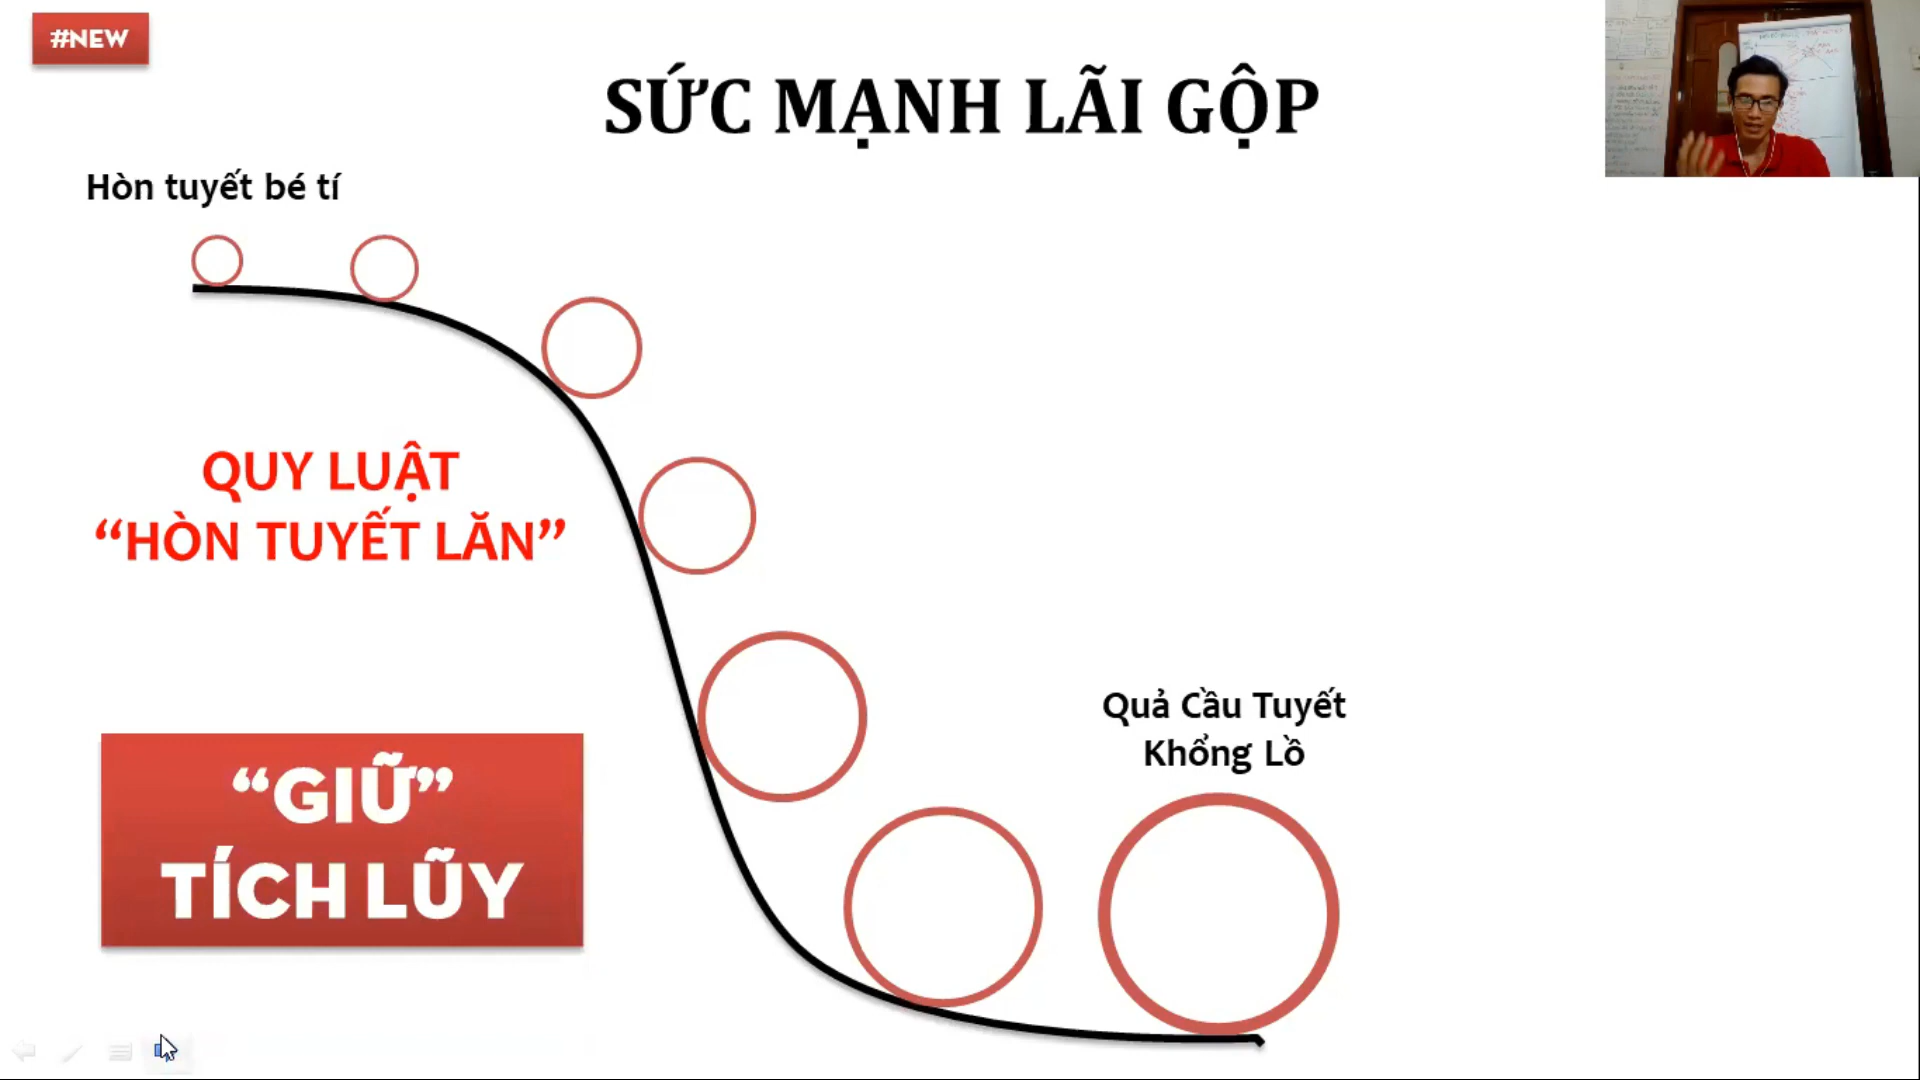 #NEW
SỨC MẠNH LÃI GỘP
Hòn tuyết bé tí
QUY LUẬT
“HÒN TUYẾT LĂN”
“GIỮ”
TÍCH LŨY
Quả Cầu Tuyết
Khổng Lồ